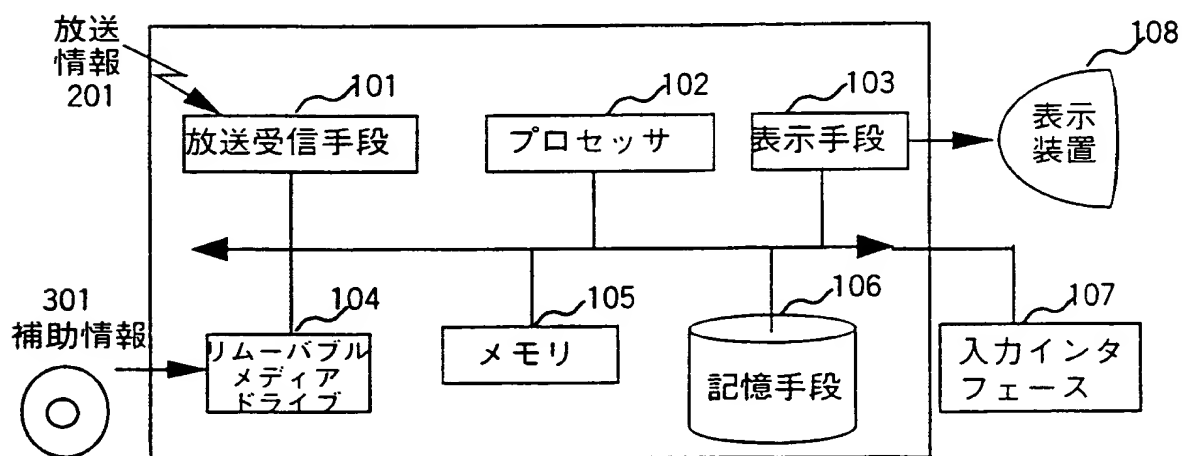 放送
情報
201
101
放送受信手段
102
プロセッサ
103
表示手段
108
表示
装置
301
補助情報
104
リムーバブル
メディア
ドライブ
105
メモリ
106
記憶手段
107
入力インタ
フェース